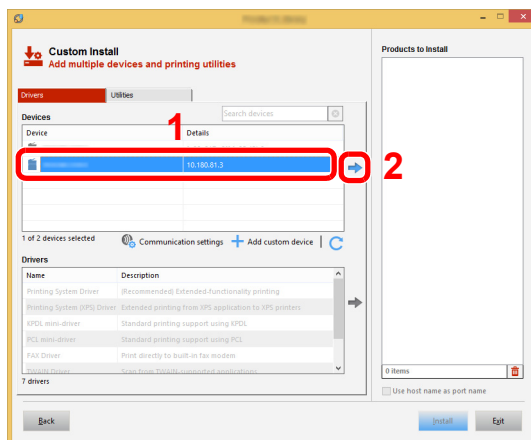 Custom Install
Add multiple devices and printing utilities
Products to Install
Drivers
Utilities
Devices
Search devices
Device
Details
1
10.180.81.3
2
1 of 2 devices selected
Communication settings
Add custom device
Drivers
Name
Description
Printing System Driver
(Recommended) Extended-functionality printing
Printing System (XPS) Driver
Extended printing from XPS application to XPS printers
KPDL mini-driver
Standard printing support using KPDL
PCL mini-driver
Standard printing support using PCL
FAX Driver
Print directly to built-in fax modem
TWAIN Driver
Scan from TWAIN-supported applications
7 drivers
0 items
Use host name as port name
Back
Install
Exit